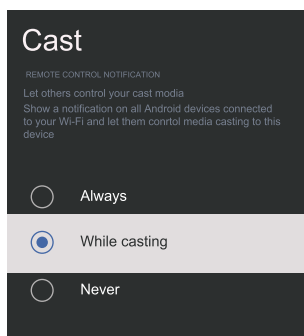 Cast
REMOTE CONTROL NOTIFICATION
Let others control your cast modia
Show a notification on all Android devices connected
to your Wi-Fi and let them conrtol media casting to this
device
Always
While casting
Never